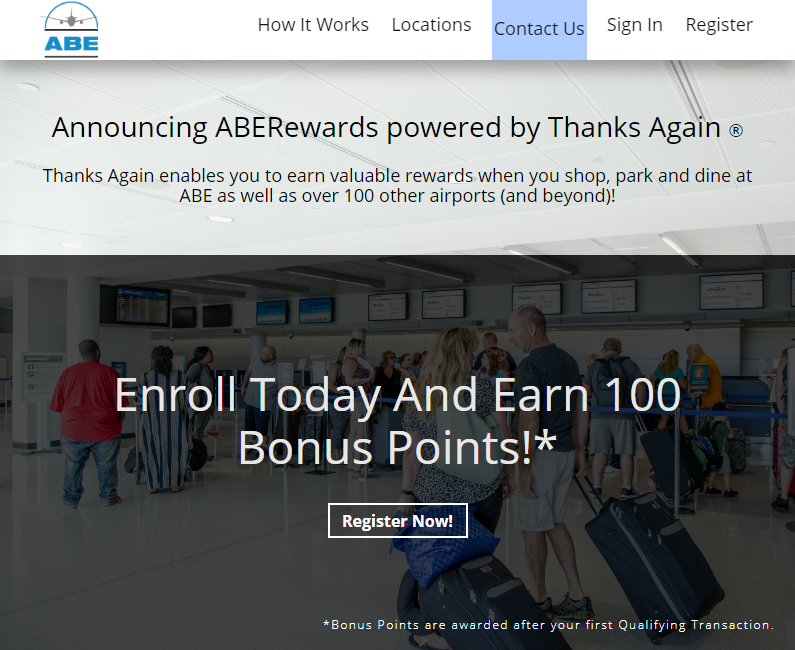 ABE
How It Works
Locations
Contact Us
Sign In
Register
Announcing ABERewards powered by Thanks Again ®
Thanks Again enables you to earn valuable rewards when you shop, park and dine at
ABE as well as over 100 other airports (and beyond)!
Enroll Today And Earn 100
Bonus Points!*
Register Now!
*Bonus Points are awarded after your first Qualifying Transaction.